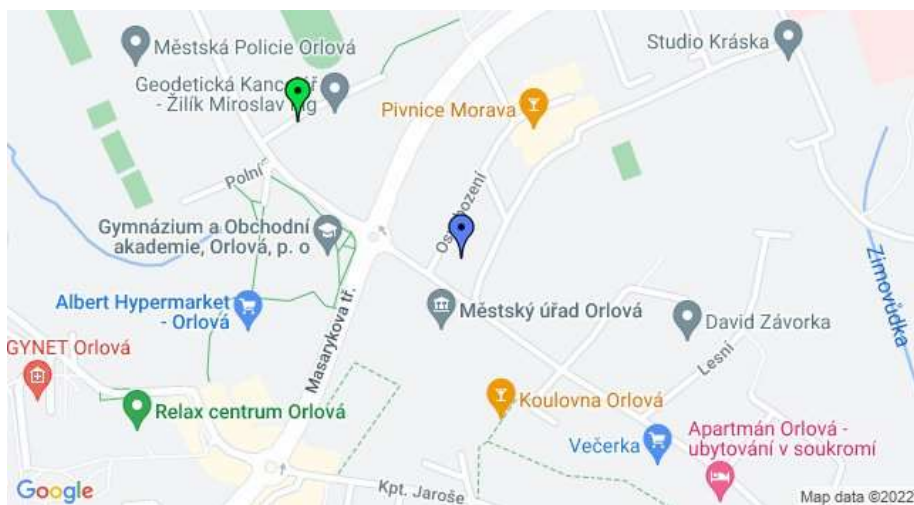 Městská Policie Orlová
Studio Kráska
Geodetická
- Žilík Miroslav
Pivnice Morava
Polní
Gymnázium a Obchodní
akademie, Orlová, p. o
Masarykova tř.
Městský úřad Orlová
Zimovůdka
Albert Hypermarket
- Orlová
David Závorka
Lesní
GYNET Orlová
Relax centrum Orlová
Koulovna Orlová
Večerka
Apartmán Orlová -
ubytování v soukromí
Kpt. Jaroše
Google
Map data ©2022